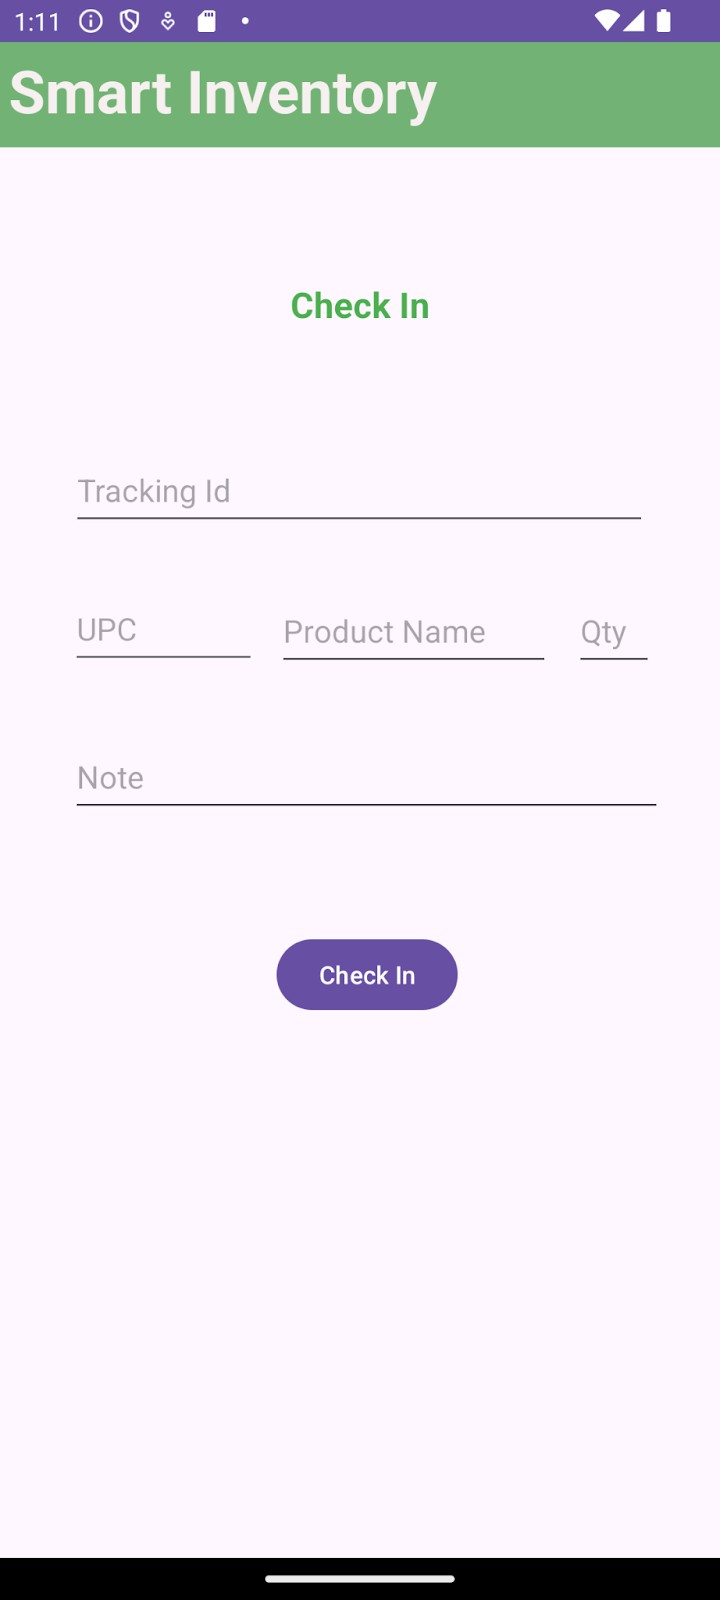 1:11
Smart Inventory
Check In
Tracking Id
UPC Product Name Qty
Note
Check In